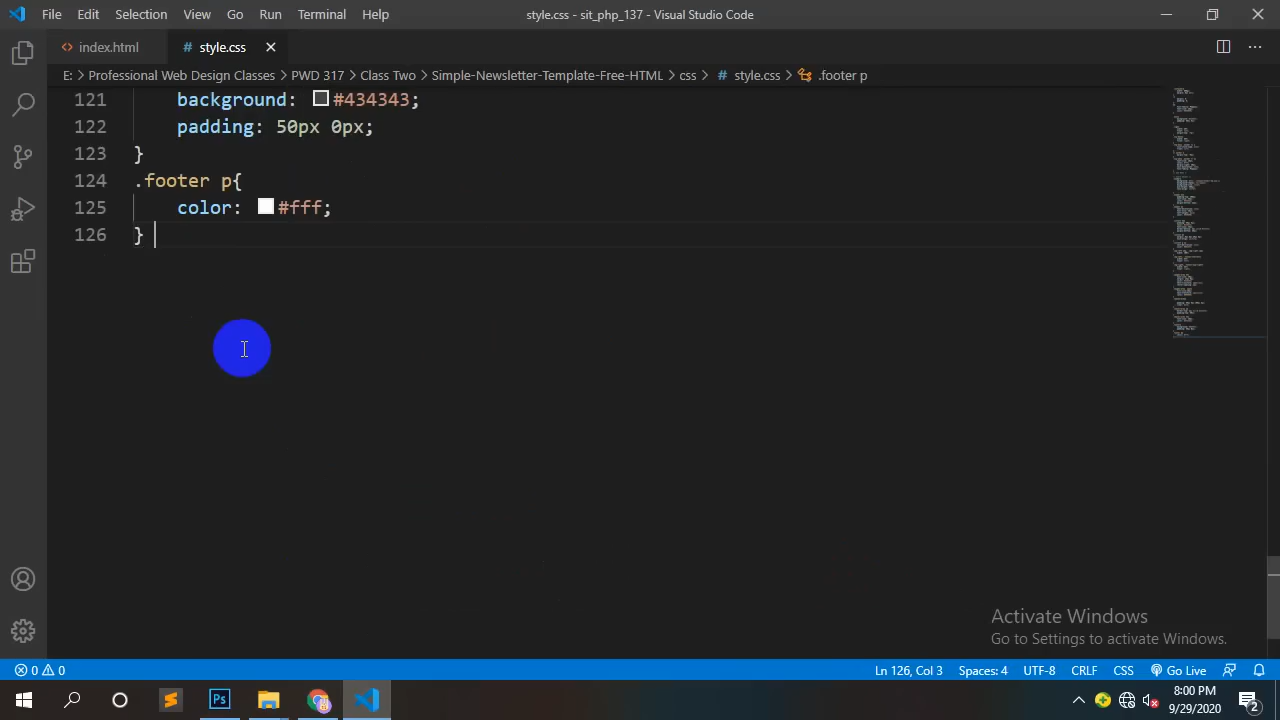 File Edit Selection View Go Run Terminal Help
style.css - sit_php_137 - Visual Studio Code
<> index.html
# style.css
E: > Professional Web Design Classes > PWD 317 > Class Two > Simple-Newsletter-Template-Free-HTML > css > # style.css > .footer p
121 background: #434343;
122 padding: 50px 0px;
123 }
124 .footer p{
125 color: #fff;
126 }
Activate Windows
Go to Settings to activate Windows.
0 0
Ln 126, Col 3 Spaces: 4 UTF-8 CRLF CSS Go Live
Ps
8:00 PM
9/29/2020
2